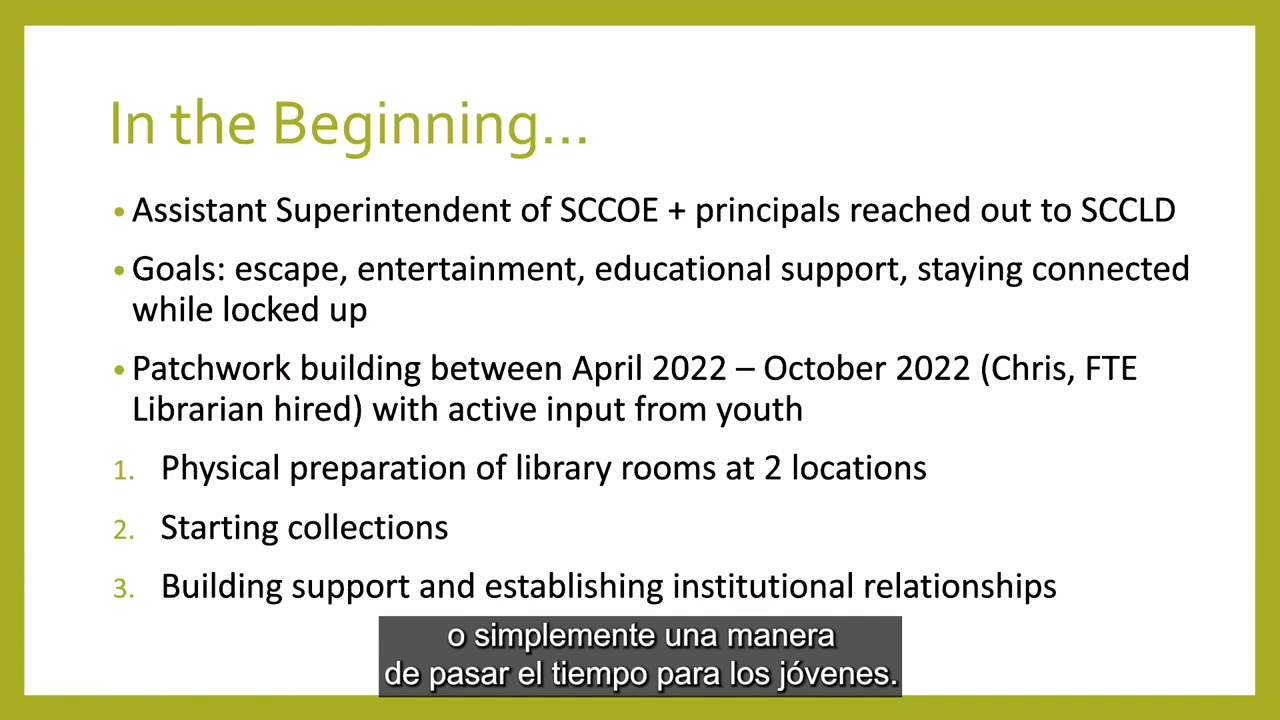 In the Beginning...
• Assistant Superintendent of SCCOE + principals reached out to SCCLD
• Goals: escape, entertainment, educational support, staying connected
while locked up
• Patchwork building between April 2022 – October 2022 (Chris, FTE
Librarian hired) with active input from youth
1. Physical preparation of library rooms at 2 locations
2. Starting collections
3. Building support and establishing institutional relationships
o simplemente una manera
de pasar el tiempo para los jóvenes.